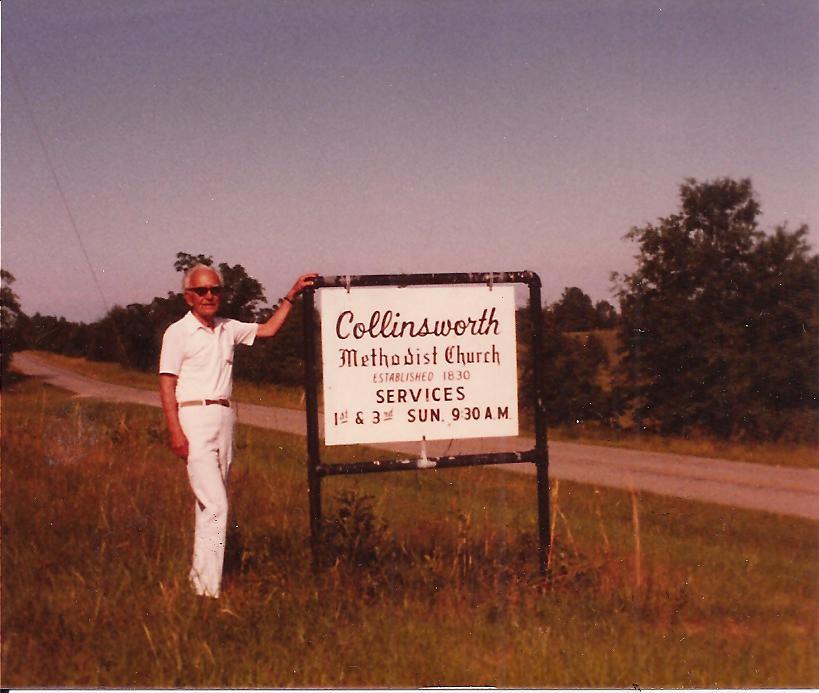 Collinsworth
Methodist Church
ESTABLISHED 1830
SERVICES
1st & 3rd SUN. 9:30 A.M.